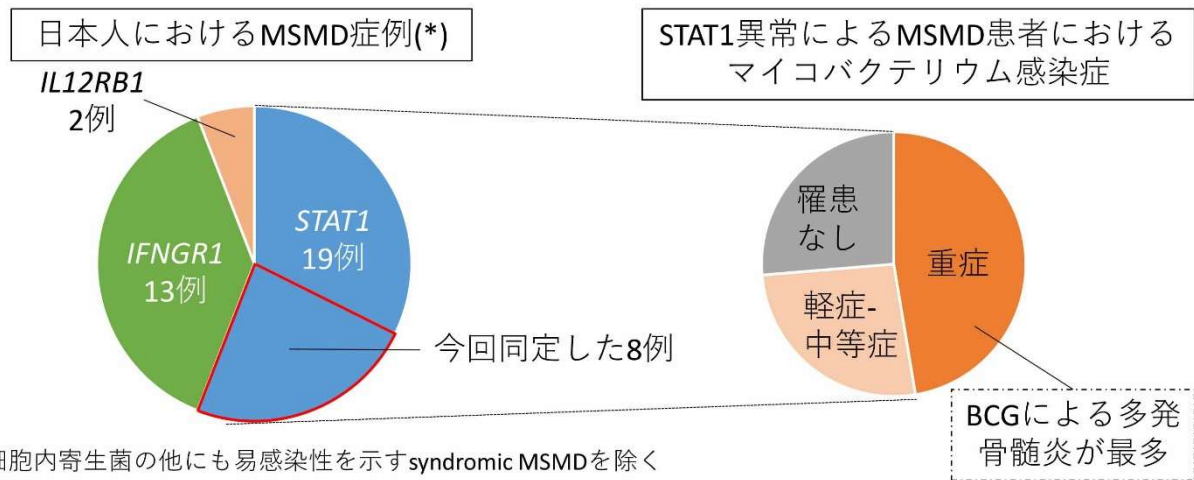 日本人におけるMSMD症例(*)
STAT1異常によるMSMD患者における
マイコバクテリウム感染症
IL12RB1
2例
STAT1
19例
IFNGR1
13例
今回同定した8例
罹患
なし
重症
軽症-
中等症
BCGによる多発
骨髄炎が最多
胞内寄生菌の他にも易感染性を示すsyndromic MSMDを除く